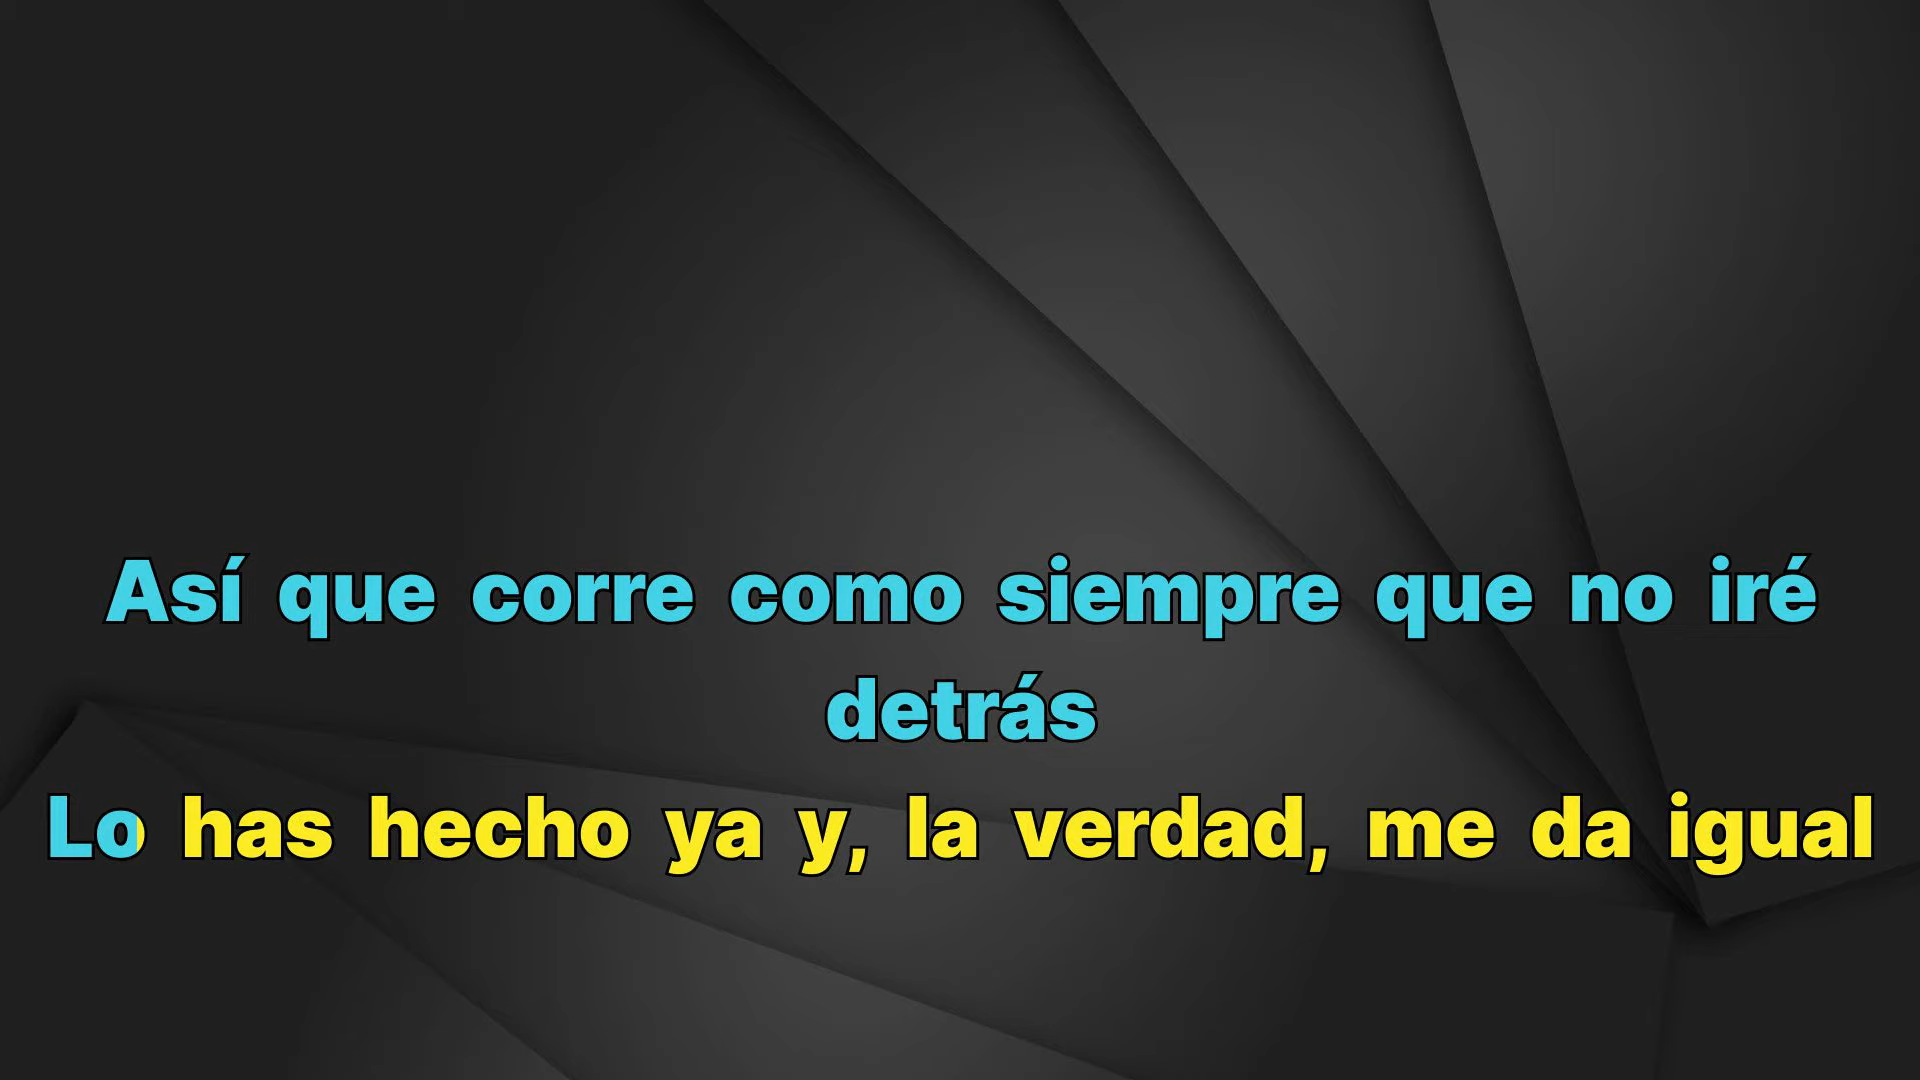 Así que corre como siempre que no iré
detrás
Lo has hecho ya y, la verdad, me da igual